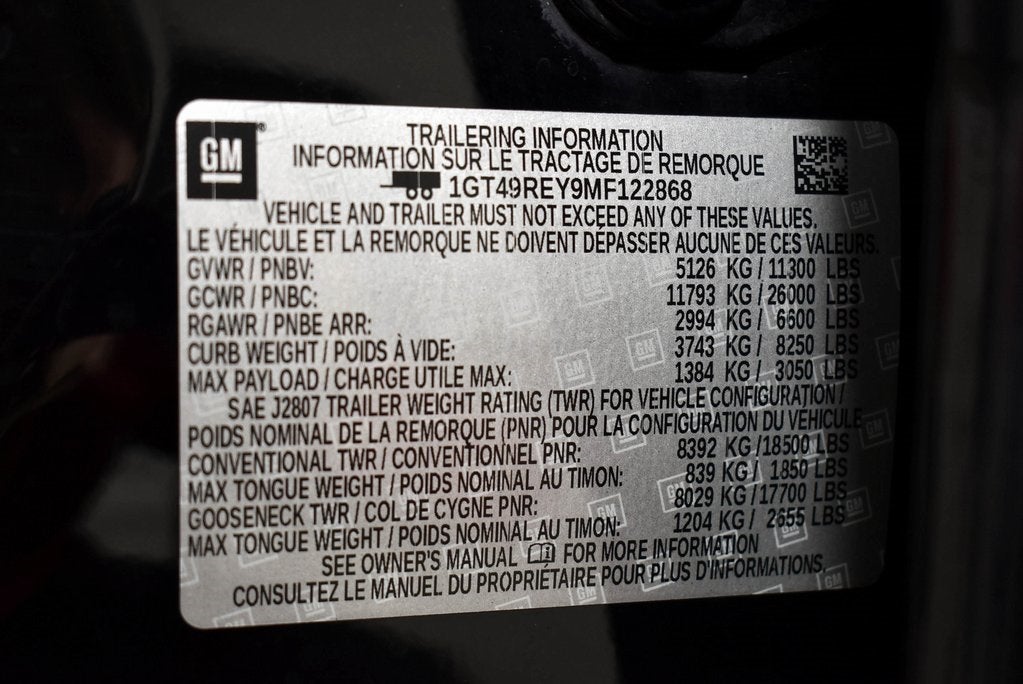 GM ®
TRAILERING INFORMATION
INFORMATION SUR LE TRACTAGE DE REMORQUE
1GT49REY9MF122868
VEHICLE AND TRAILER MUST NOT EXCEED ANY OF THESE VALUES.
LE VÉHICULE ET LA REMORQUE NE DOIVENT DÉPASSER AUCUNE DE CES VALEURS.
GVWR / PNBV: 5126 KG / 11300 LBS
GCWR / PNBC: 11793 KG / 26000 LBS
RGAWR / PNBE ARR: 2994 KG / 6600 LBS
CURB WEIGHT / POIDS À VIDE: 3743 KG / 8250 LBS
MAX PAYLOAD / CHARGE UTILE MAX: 1384 KG / 3050 LBS
SAE J2807 TRAILER WEIGHT RATING (TWR) FOR VEHICLE CONFIGURATION /
POIDS NOMINAL DE LA REMORQUE (PNR) POUR LA CONFIGURATION DU VÉHICULE
CONVENTIONAL TWR / CONVENTIONNEL PNR: 8392 KG /18500 LBS
MAX TONGUE WEIGHT / POIDS NOMINAL AU TIMON: 839 KG / 1850 LBS
GOOSENECK TWR / COL DE CYGNE PNR: 8029 KG /17700 LBS
MAX TONGUE WEIGHT / POIDS NOMINAL AU TIMON: 1204 KG / 2655 LBS
SEE OWNER'S MANUAL FOR MORE INFORMATION
CONSULTEZ LE MANUEL DU PROPRIÉTAIRE POUR PLUS D'INFORMATIONS.